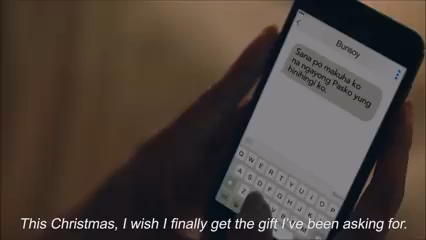 Bunsoy
Sana po makuha ko
na ngayong Pasko yung
hinihingi ko.
Q W E R T Y U I O P
A S D F G H J K L
Z
This Christmas, I wish I finally get the gift I've been asking for.